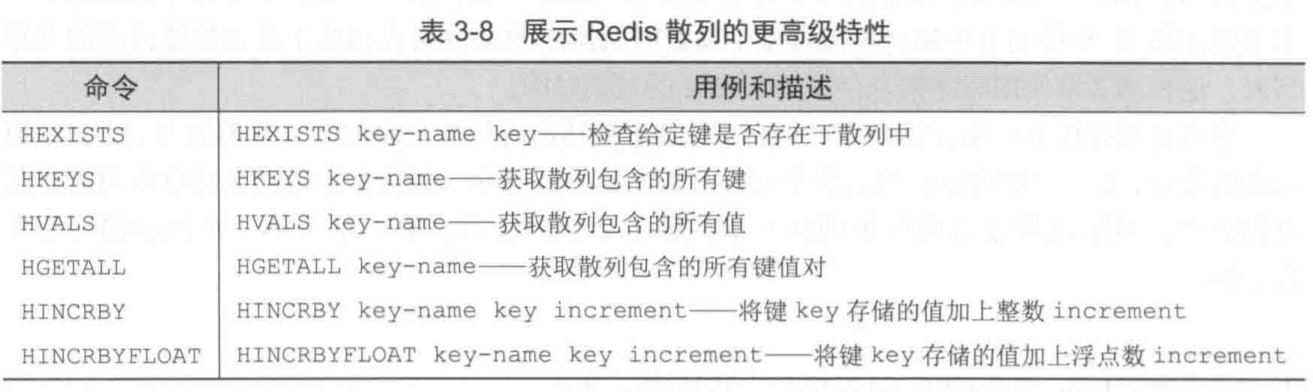 表 3-8 展示 Redis 散列的更高级特性
命令 用例和描述
HEXISTS HEXISTS key-name key——检查给定键是否存在于散列中
HKEYS HKEYS key-name——获取散列包含的所有键
HVALS HVALS key-name——获取散列包含的所有值
HGETALL HGETALL key-name——获取散列包含的所有键值对
HINCRBY HINCRBY key-name key increment——将键 key 存储的值加上整数 increment
HINCRBYFLOAT HINCRBYFLOAT key-name key increment——将键 key 存储的值加上浮点数 increment